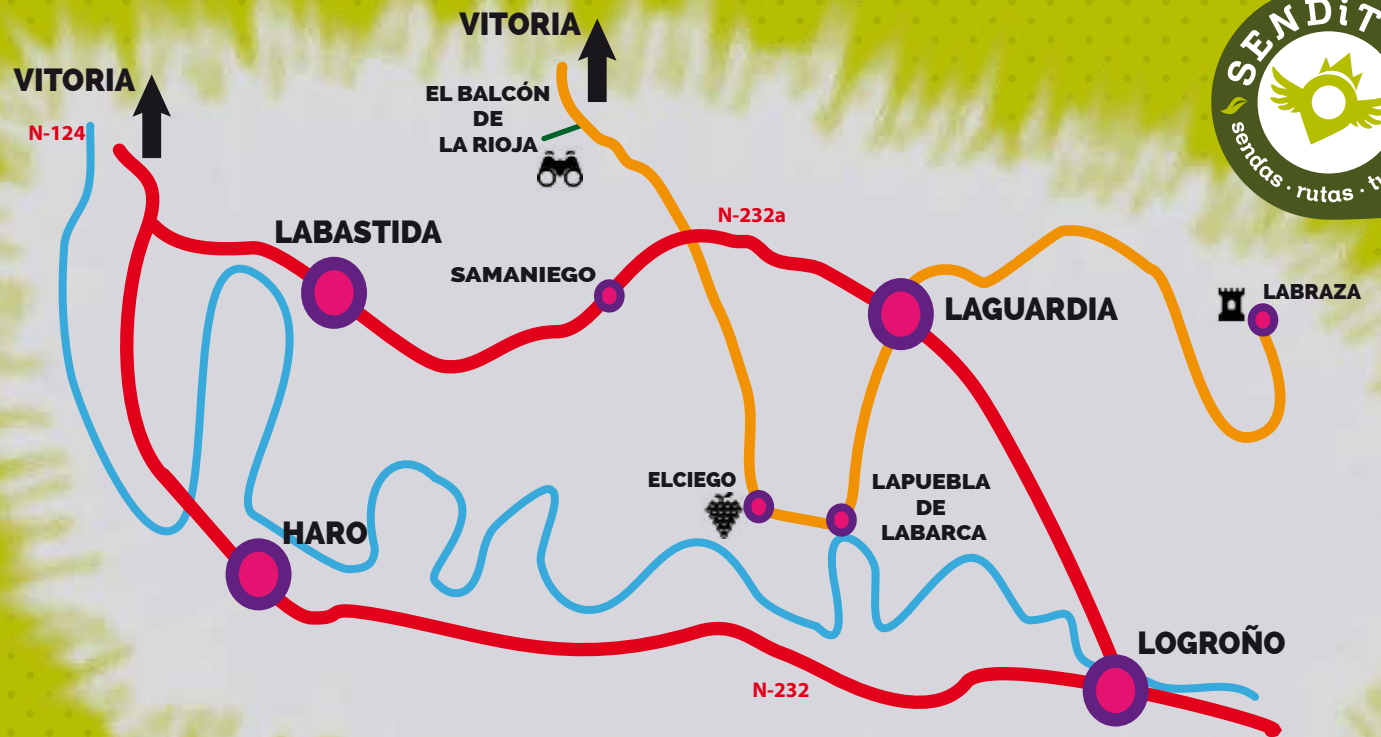 VITORIA
VITORIA
EL BALCÓN
DE
LA RIOJA
N-124
SENDiT
sendas · rutas ·
N-232a
LABASTIDA
SAMANIEGO
LAGUARDIA
LABRAZA
ELCIEGO
LAPUEBLA
DE
LABARCA
HARO
LOGROÑO
N-232